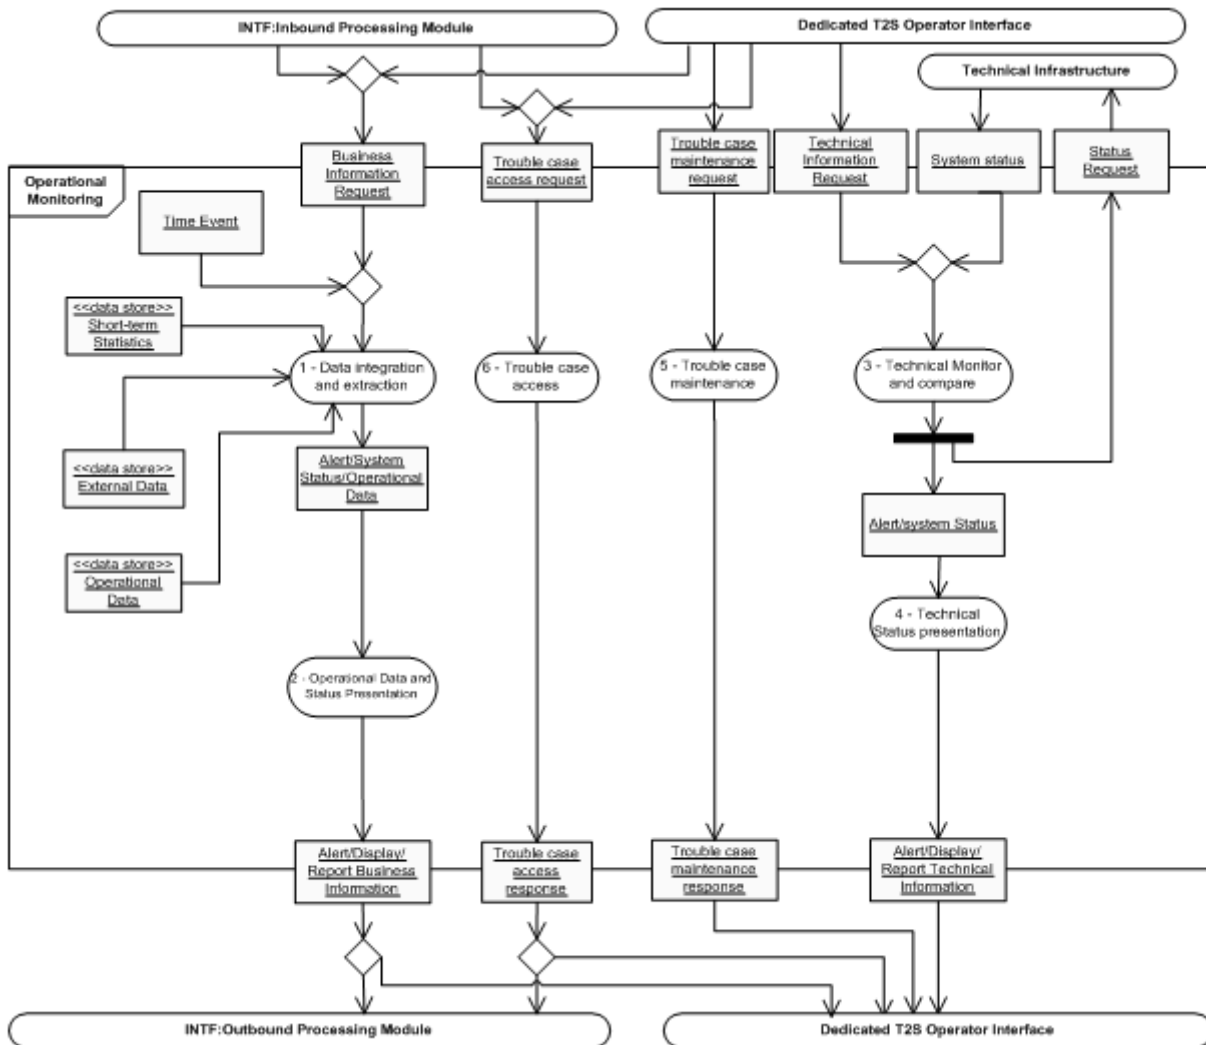 INTF:Inbound Processing Module
Dedicated T2S Operator Interface
Technical Infrastructure
Operational
Monitoring
Business
Information
Request
Trouble case
access request
Trouble case
maintenance
request
Technical
Information
Request
System status
Status
Request
Time Event
<<data store>>
Short-term
Statistics
1 - Data integration
and extraction
6 - Trouble case
access
5 - Trouble case
maintenance
3 - Technical Monitor
and compare
<<data store>>
External Data
Alert/System
Status/Operational
Data
Alert/system Status
<<data store>>
Operational
Data
4 - Technical
Status presentation
2 - Operational Data and
Status Presentation
Alert/Display/
Report Business
Information
Trouble case
access
response
Trouble case
maintenance
response
Alert/Display/
Report Technical
Information
INTF:Outbound Processing Module
Dedicated T2S Operator Interface